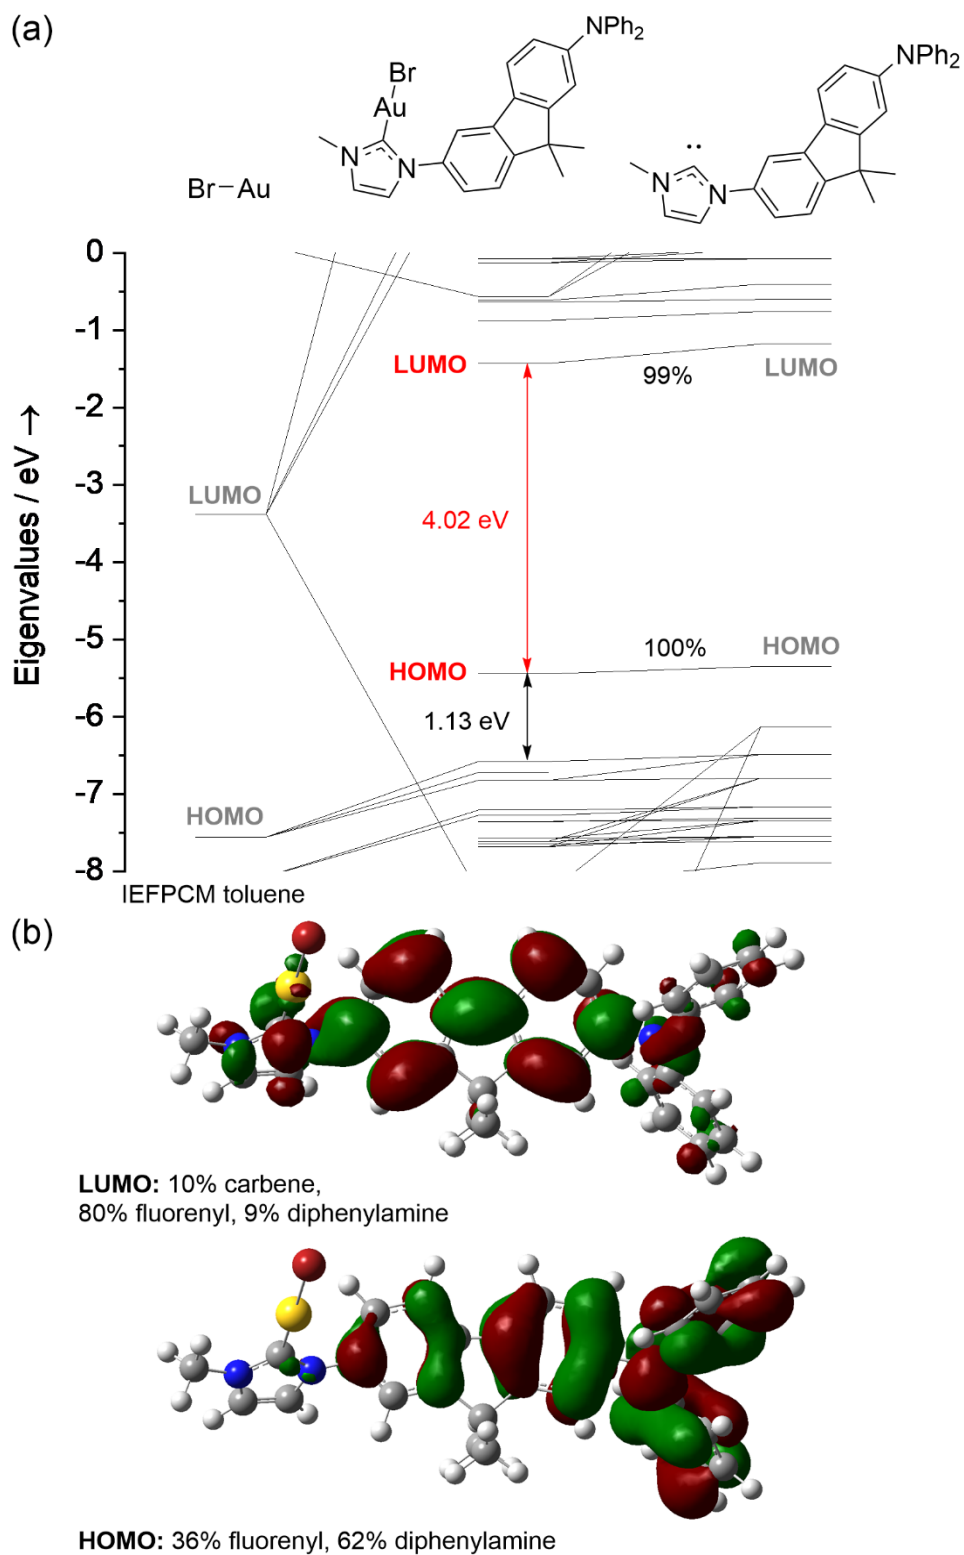 (a)
NPh₂
Br
Au
N
N
NPh₂
··
N
N
Br–Au
Eigenvalues / eV →
0
-1
-2
-3
-4
-5
-6
-7
-8
LUMO
LUMO
99%
LUMO
4.02 eV
HOMO
100%
HOMO
1.13 eV
HOMO
IEFPCM toluene
(b)
LUMO: 10% carbene,
80% fluorenyl, 9% diphenylamine
HOMO: 36% fluorenyl, 62% diphenylamine